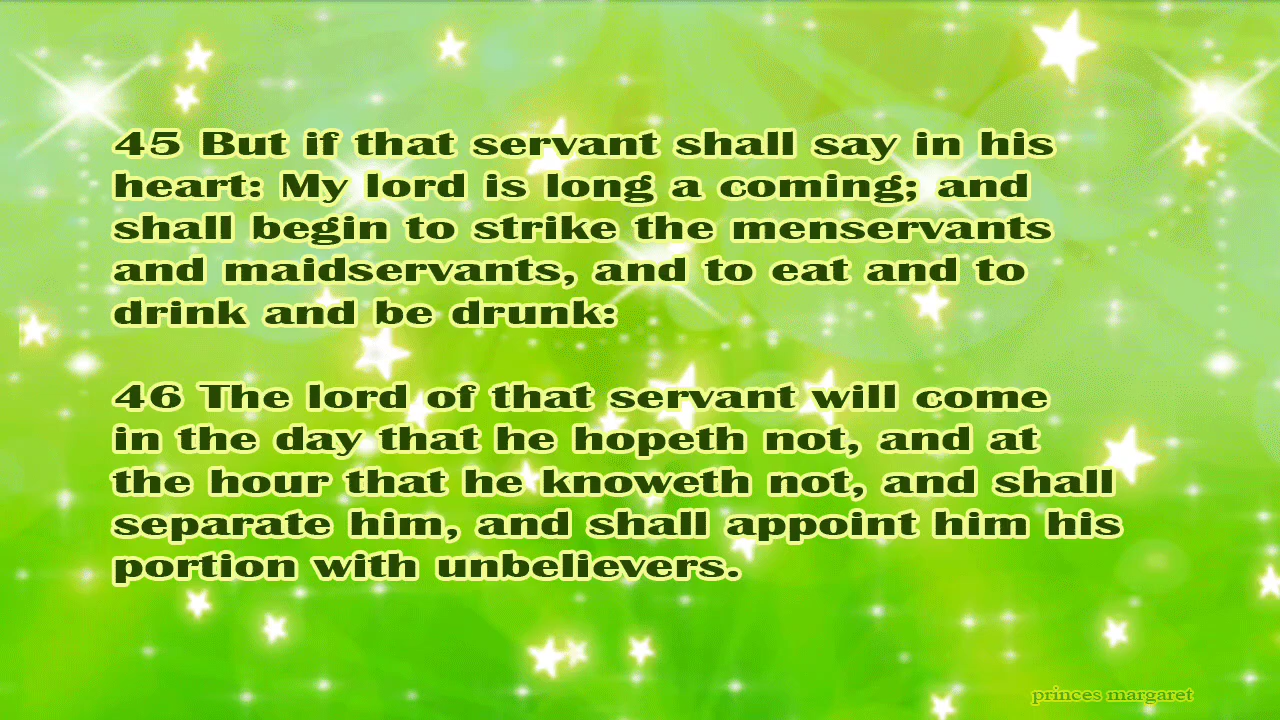 45 But if that servant shall say in his
heart: My lord is long a coming; and
shall begin to strike the menservants
and maidservants, and to eat and to
drink and be drunk:
46 The lord of that servant will come
in the day that he hopeth not, and at
the hour that he knoweth not, and shall
separate him, and shall appoint him his
portion with unbelievers.
princes margaret